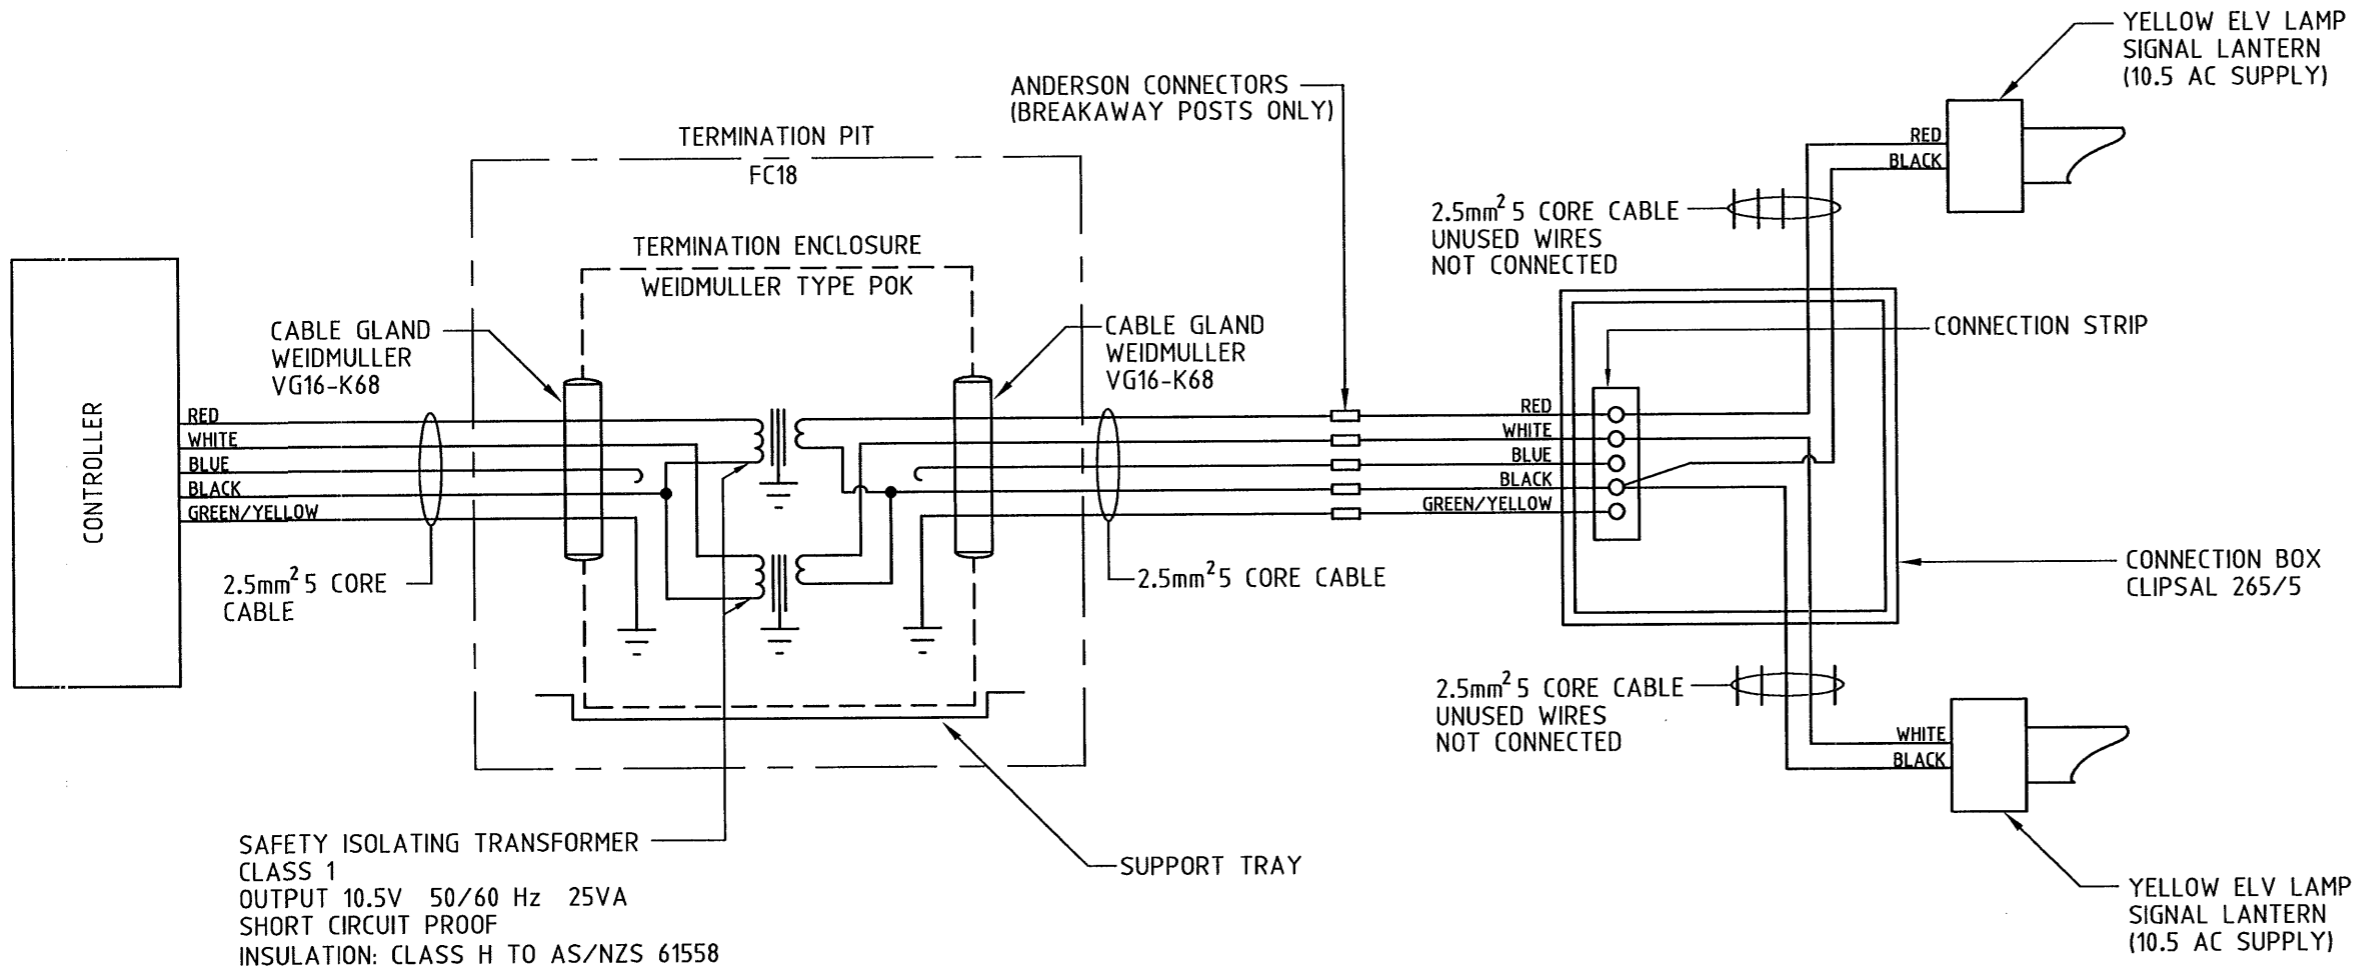 YELLOW ELV LAMP
SIGNAL LANTERN
(10.5 AC SUPPLY)
ANDERSON CONNECTORS
(BREAKAWAY POSTS ONLY)
TERMINATION PIT
FC18
RED
BLACK
2.5mm² 5 CORE CABLE
UNUSED WIRES
NOT CONNECTED
TERMINATION ENCLOSURE
WEIDMULLER TYPE POK
CABLE GLAND
WEIDMULLER
VG16-K68
CABLE GLAND
WEIDMULLER
VG16-K68
CONNECTION STRIP
CONTROLLER
RED
WHITE
BLUE
BLACK
GREEN/YELLOW
RED
WHITE
BLUE
BLACK
GREEN/YELLOW
2.5mm² 5 CORE
CABLE
2.5mm² 5 CORE CABLE
CONNECTION BOX
CLIPSAL 265/5
2.5mm² 5 CORE CABLE
UNUSED WIRES
NOT CONNECTED
WHITE
BLACK
SAFETY ISOLATING TRANSFORMER
CLASS 1
OUTPUT 10.5V 50/60 Hz 25VA
SHORT CIRCUIT PROOF
INSULATION: CLASS H TO AS/NZS 61558
SUPPORT TRAY
YELLOW ELV LAMP
SIGNAL LANTERN
(10.5 AC SUPPLY)